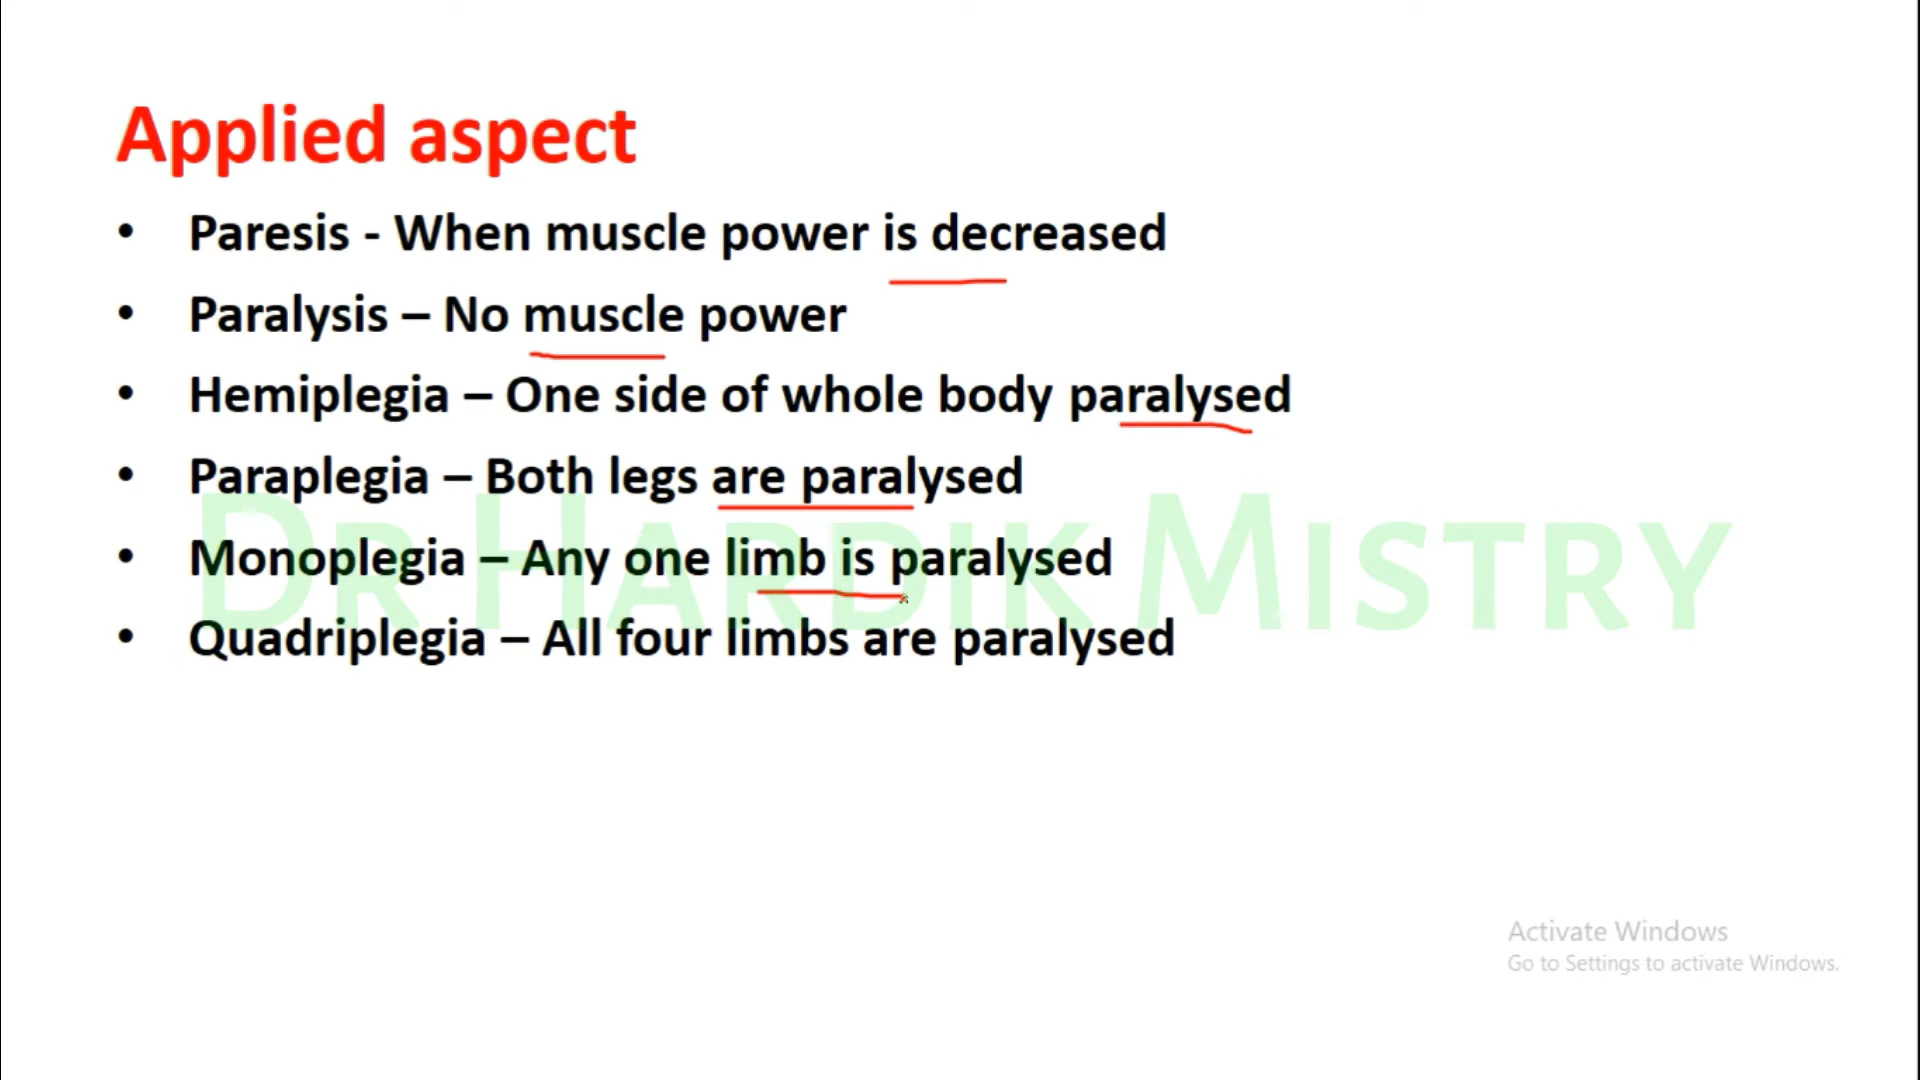 Applied aspect
• Paresis - When muscle power is decreased
• Paralysis – No muscle power
• Hemiplegia – One side of whole body paralysed
• Paraplegia – Both legs are paralysed
• Monoplegia – Any one limb is paralysed
DR HARDIK MISTRY
• Quadriplegia – All four limbs are paralysed
Activate Windows
Go to Settings to activate Windows.